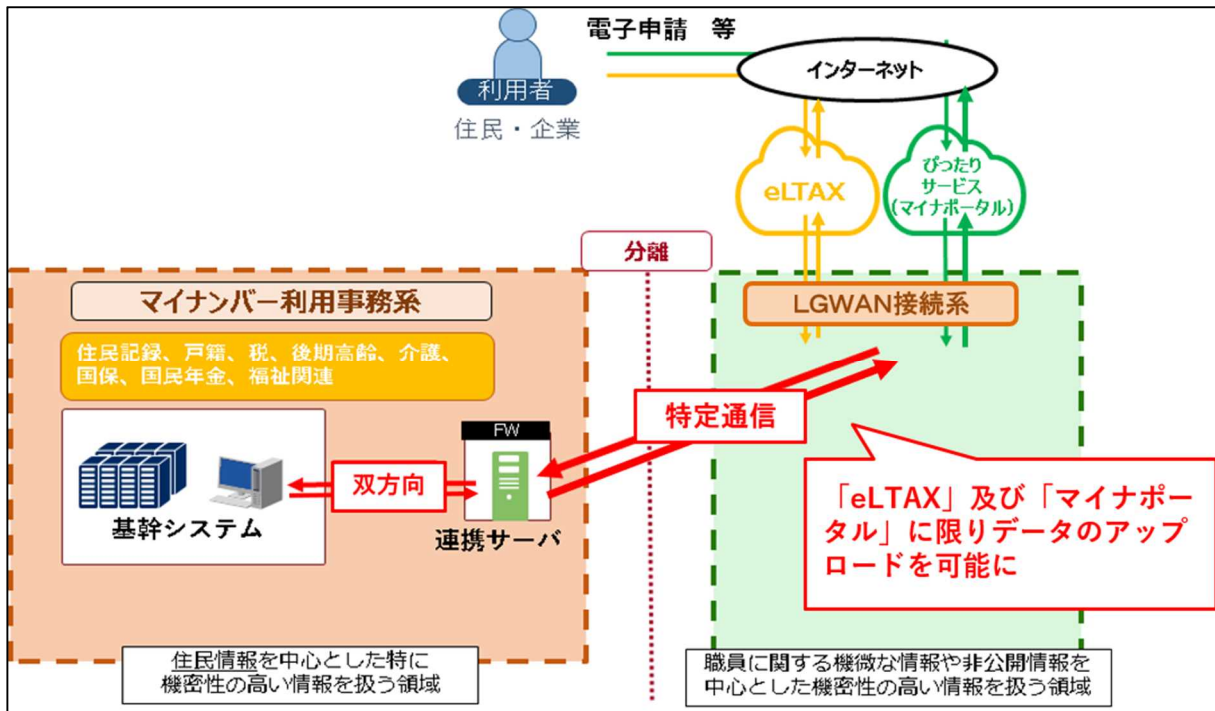 電子申請 等
インターネット
利用者
住民・企業
eLTAX
ぴったり
サービス
(マイナポータル)
分離
マイナンバー利用事務系
LGWAN接続系
住民記録、戸籍、税、後期高齢、介護、
国保、国民年金、福祉関連
特定通信
FW
双方向
基幹システム
連携サーバ
「eLTAX」及び「マイナポー
タル」に限りデータのアップ
ロードを可能に
住民情報を中心とした特に
機密性の高い情報を扱う領域
職員に関する機微な情報や非公開情報を
中心とした機密性の高い情報を扱う領域